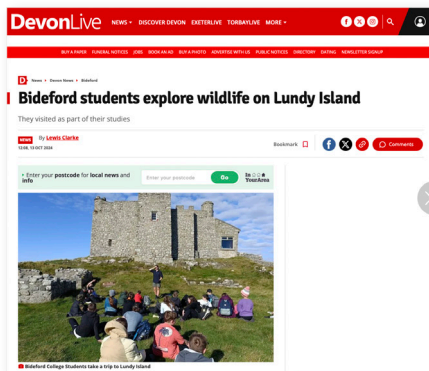 DevonLive
NEWS DISCOVER DEVON EXETERLIVE TORBAYLIVE MORE
BUY A PAPER FUNERAL NOTICES JOBS BOOK AN AD BUY A PHOTO ADVERTISE WITH US PUBLIC NOTICES DIRECTORY DATING NEWSLETTER SIGNUP
D News Devon News Bideford
Bideford students explore wildlife on Lundy Island
They visited as part of their studies
NEWS By Lewis Clarke
12:58, 13 OCT 2024
Bookmark
Comments
Enter your postcode for local news and info
Enter your postcode
Go
In YourArea
Bideford College Students take a trip to Lundy Island